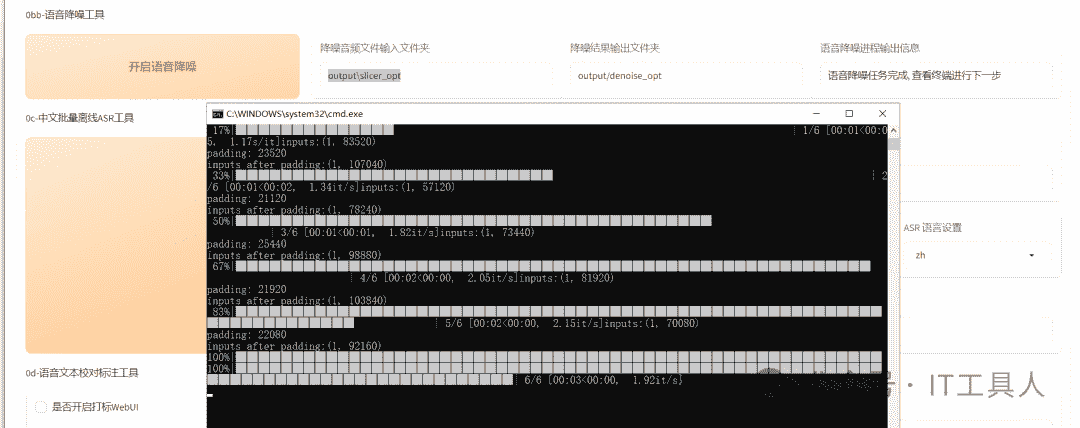 0bb-语音降噪工具
开启语音降噪
降噪音频文件输入文件夹
output\slicer_opt
降噪结果输出文件夹
output/denoise_opt
语音降噪进程输出信息
语音降噪任务完成, 查看终端进行下一步
0c-中文批量离线ASR工具
C:\WINDOWS\system32\cmd.exe
17%| | 1/6 [00:01<00:0
5, 1.17s/it]inputs:(1, 83520)
padding: 23520
inputs after padding:(1, 107040)
33%| | 2
/6 [00:01<00:02, 1.34it/s]inputs:(1, 57120)
padding: 21120
inputs after padding:(1, 78240)
50%|
| 3/6 [00:01<00:01, 1.82it/s]inputs:(1, 73440)
padding: 25440
inputs after padding:(1, 98880)
67%|
| 4/6 [00:02<00:00, 2.05it/s]inputs:(1, 81920)
padding: 21920
inputs after padding:(1, 103840)
83%|
| 5/6 [00:02<00:00, 2.15it/s]inputs:(1, 70080)
padding: 22080
inputs after padding:(1, 92160)
100%|
100%|
| 6/6 [00:03<00:00, 1.92it/s]
ASR 语言设置
zh
0d-语音文本校对标注工具
是否开启打标WebUI
号・IT工具人